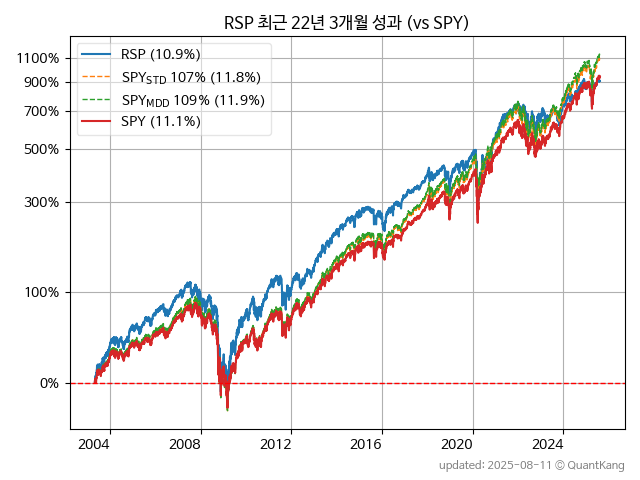 RSP 최근 22년 3개월 성과 (vs SPY)
RSP (10.9%)
SPY_STD 107% (11.8%)
SPY_MDD 109% (11.9%)
SPY (11.1%)
1100%
900%
700%
500%
300%
100%
0%
2004 2008 2012 2016 2020 2024
updated: 2025-08-11 © QuantKang